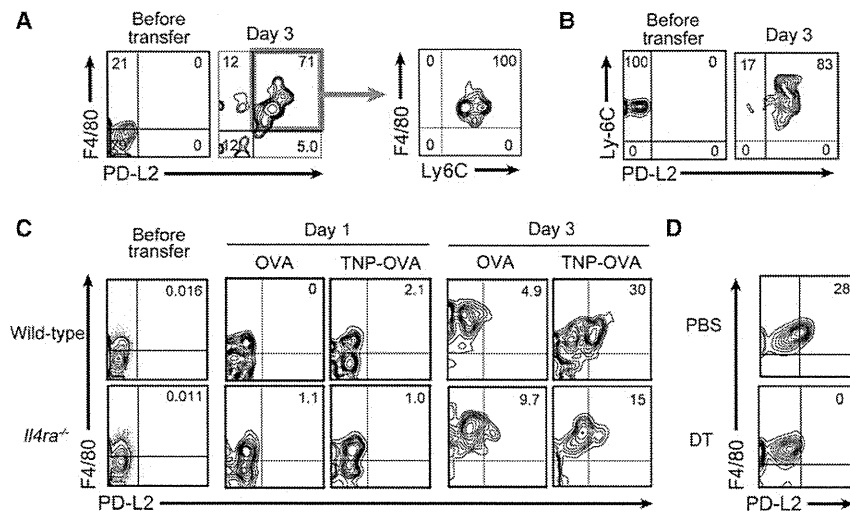 A
Before transfer
Day 3
21
0
79
0
12
71
12
5.0
0
100
0
0
F4/80
PD-L2
F4/80
Ly6C
B
Before transfer
Day 3
100
0
0
0
17
83
0
0
Ly-6C
PD-L2
C
Before transfer
Day 1
Day 3
OVA
TNP-OVA
OVA
TNP-OVA
Wild-type
0.016
0
2.1
4.9
30
Il4ra-/-
0.011
1.1
1.0
9.7
15
F4/80
PD-L2
D
PBS
28
DT
0
F4/80
PD-L2